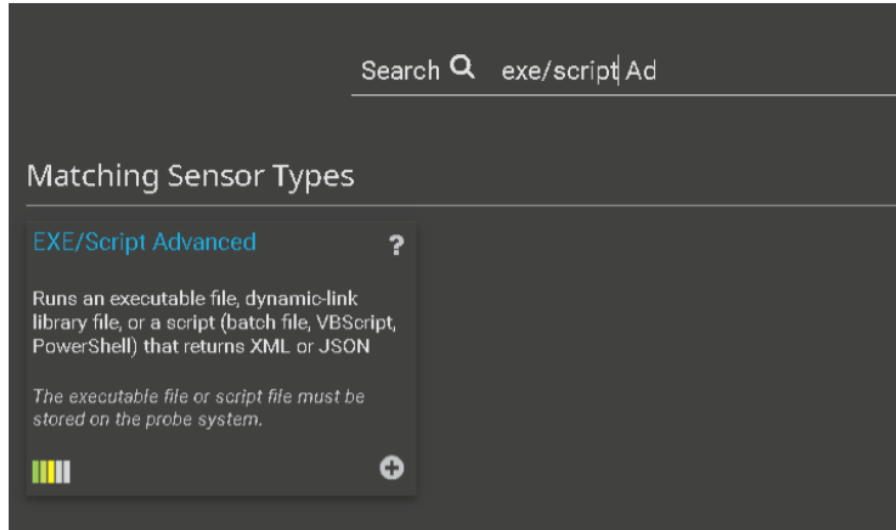 Search exe/script Ad
Matching Sensor Types
EXE/Script Advanced ?
Runs an executable file, dynamic-link
library file, or a script (batch file, VBScript,
PowerShell) that returns XML or JSON
The executable file or script file must be
stored on the probe system.